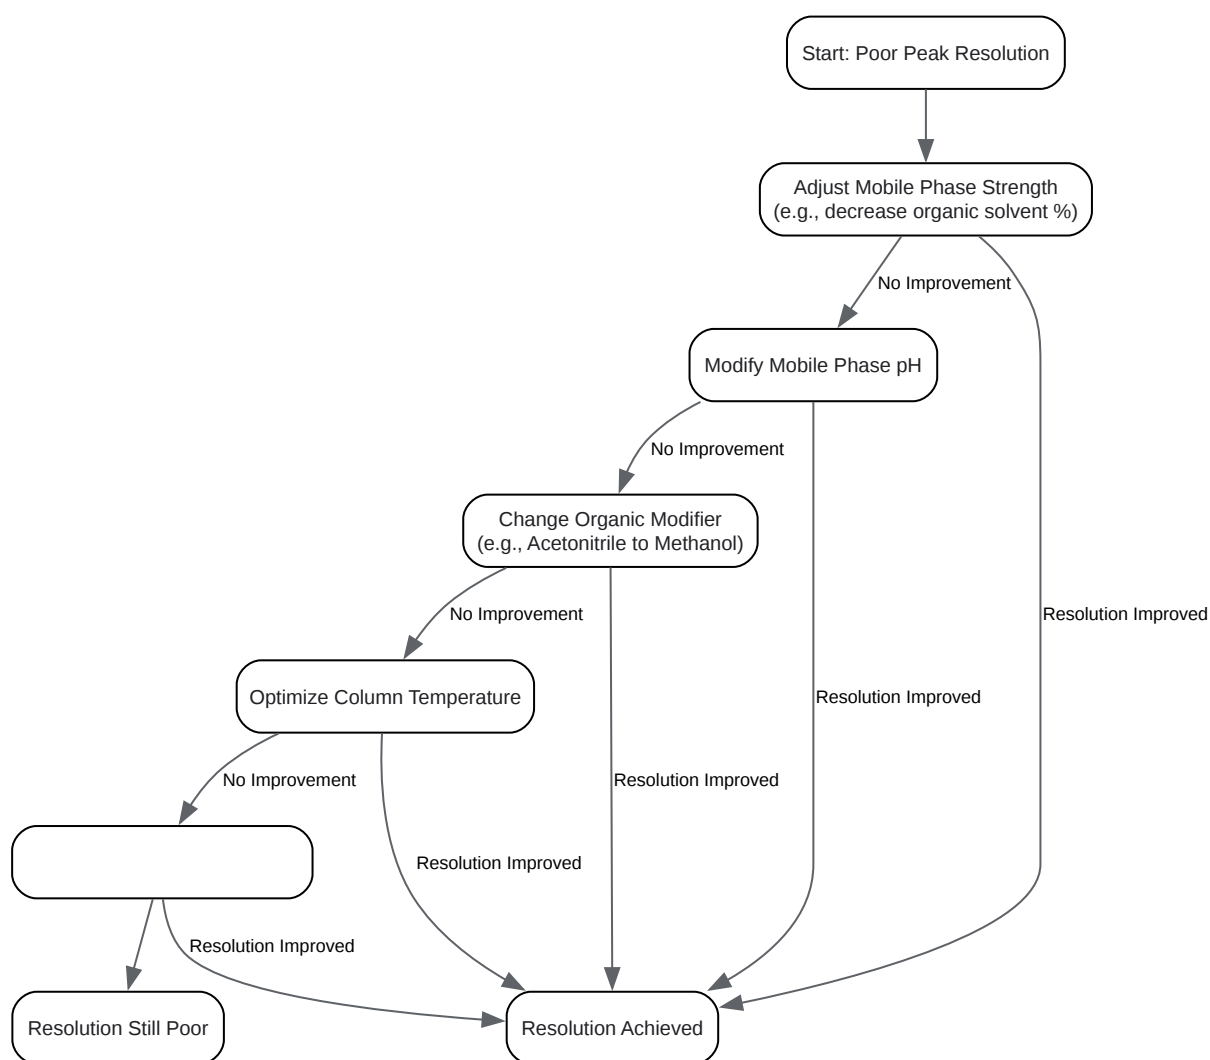 Start: Poor Peak Resolution
Adjust Mobile Phase Strength
(e.g., decrease organic solvent %)
No Improvement
Modify Mobile Phase pH
No Improvement
Change Organic Modifier
(e.g., Acetonitrile to Methanol)
No Improvement
Resolution Improved
Optimize Column Temperature
Resolution Improved
No Improvement
Resolution Improved
Resolution Improved
Resolution Improved
Resolution Still Poor
Resolution Achieved